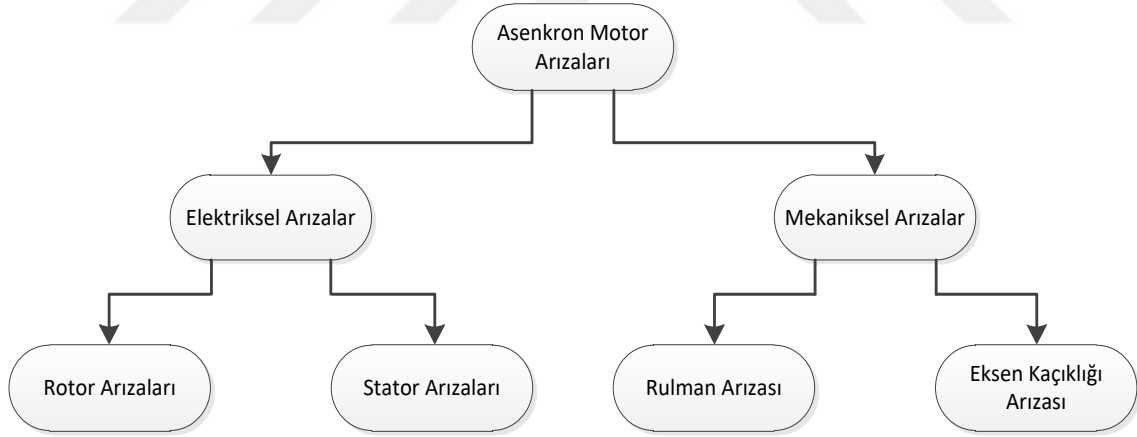 Asenkron Motor
Arızaları
Elektriksel Arızalar
Mekaniksel Arızalar
Rotor Arızaları
Stator Arızaları
Rulman Arızası
Eksen Kaçıklığı
Arızası